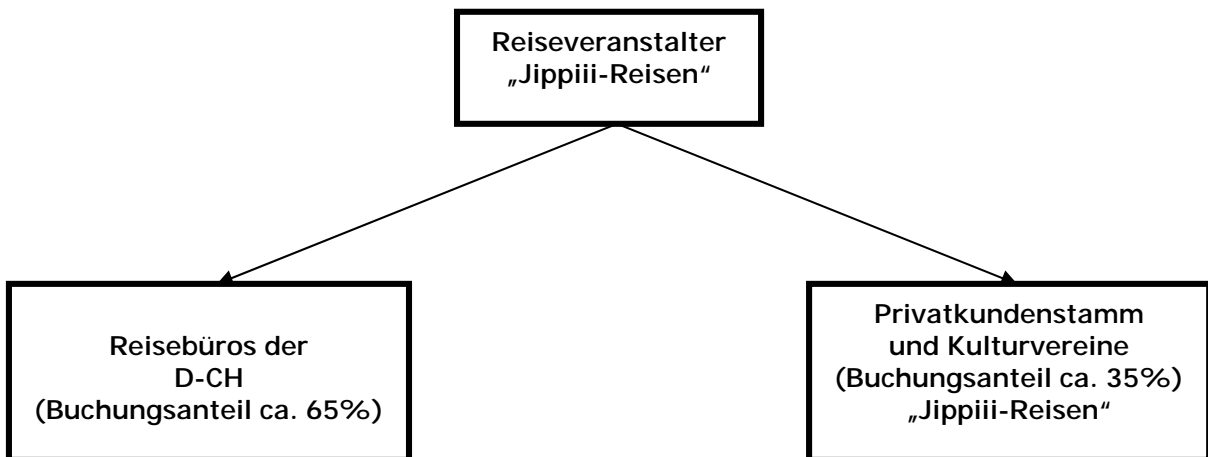 Reiseveranstalter
„Jippiii-Reisen“
Reisebüros der
D-CH
(Buchungsanteil ca. 65%)
Privatkundenstamm
und Kulturvereine
(Buchungsanteil ca. 35%)
„Jippiii-Reisen“